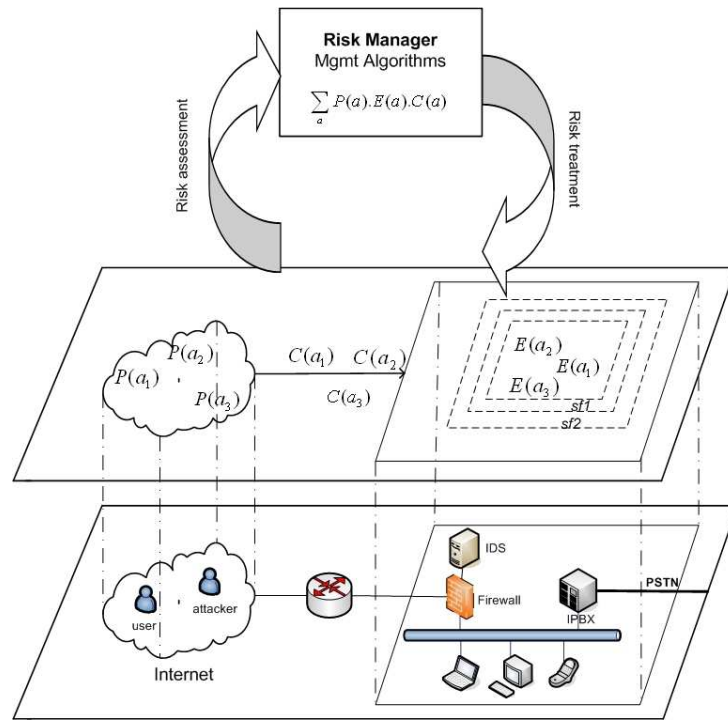 Risk Manager
Mgmt Algorithms
∑ P(a).E(a).C(a)
a
Risk assessment
Risk treatment
P(a₂)
P(a₁)
P(a₃)
C(a₁) C(a₂)
C(a₃)
E(a₂)
E(a₁)
E(a₃)
sf1
sf2
IDS
Firewall
IPBX
PSTN
user
attacker
Internet